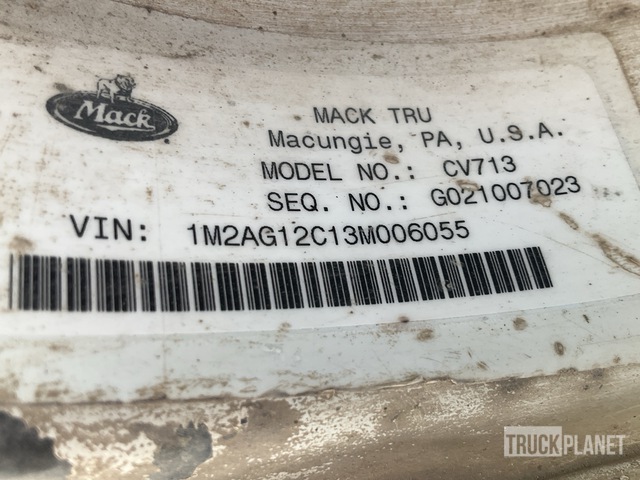 Mack
MACK TRU
Macungie, PA, U.S.A.
MODEL NO.: CV713
SEQ. NO.: G021007023
VIN: 1M2AG12C13M006055
TRUCKPLANET